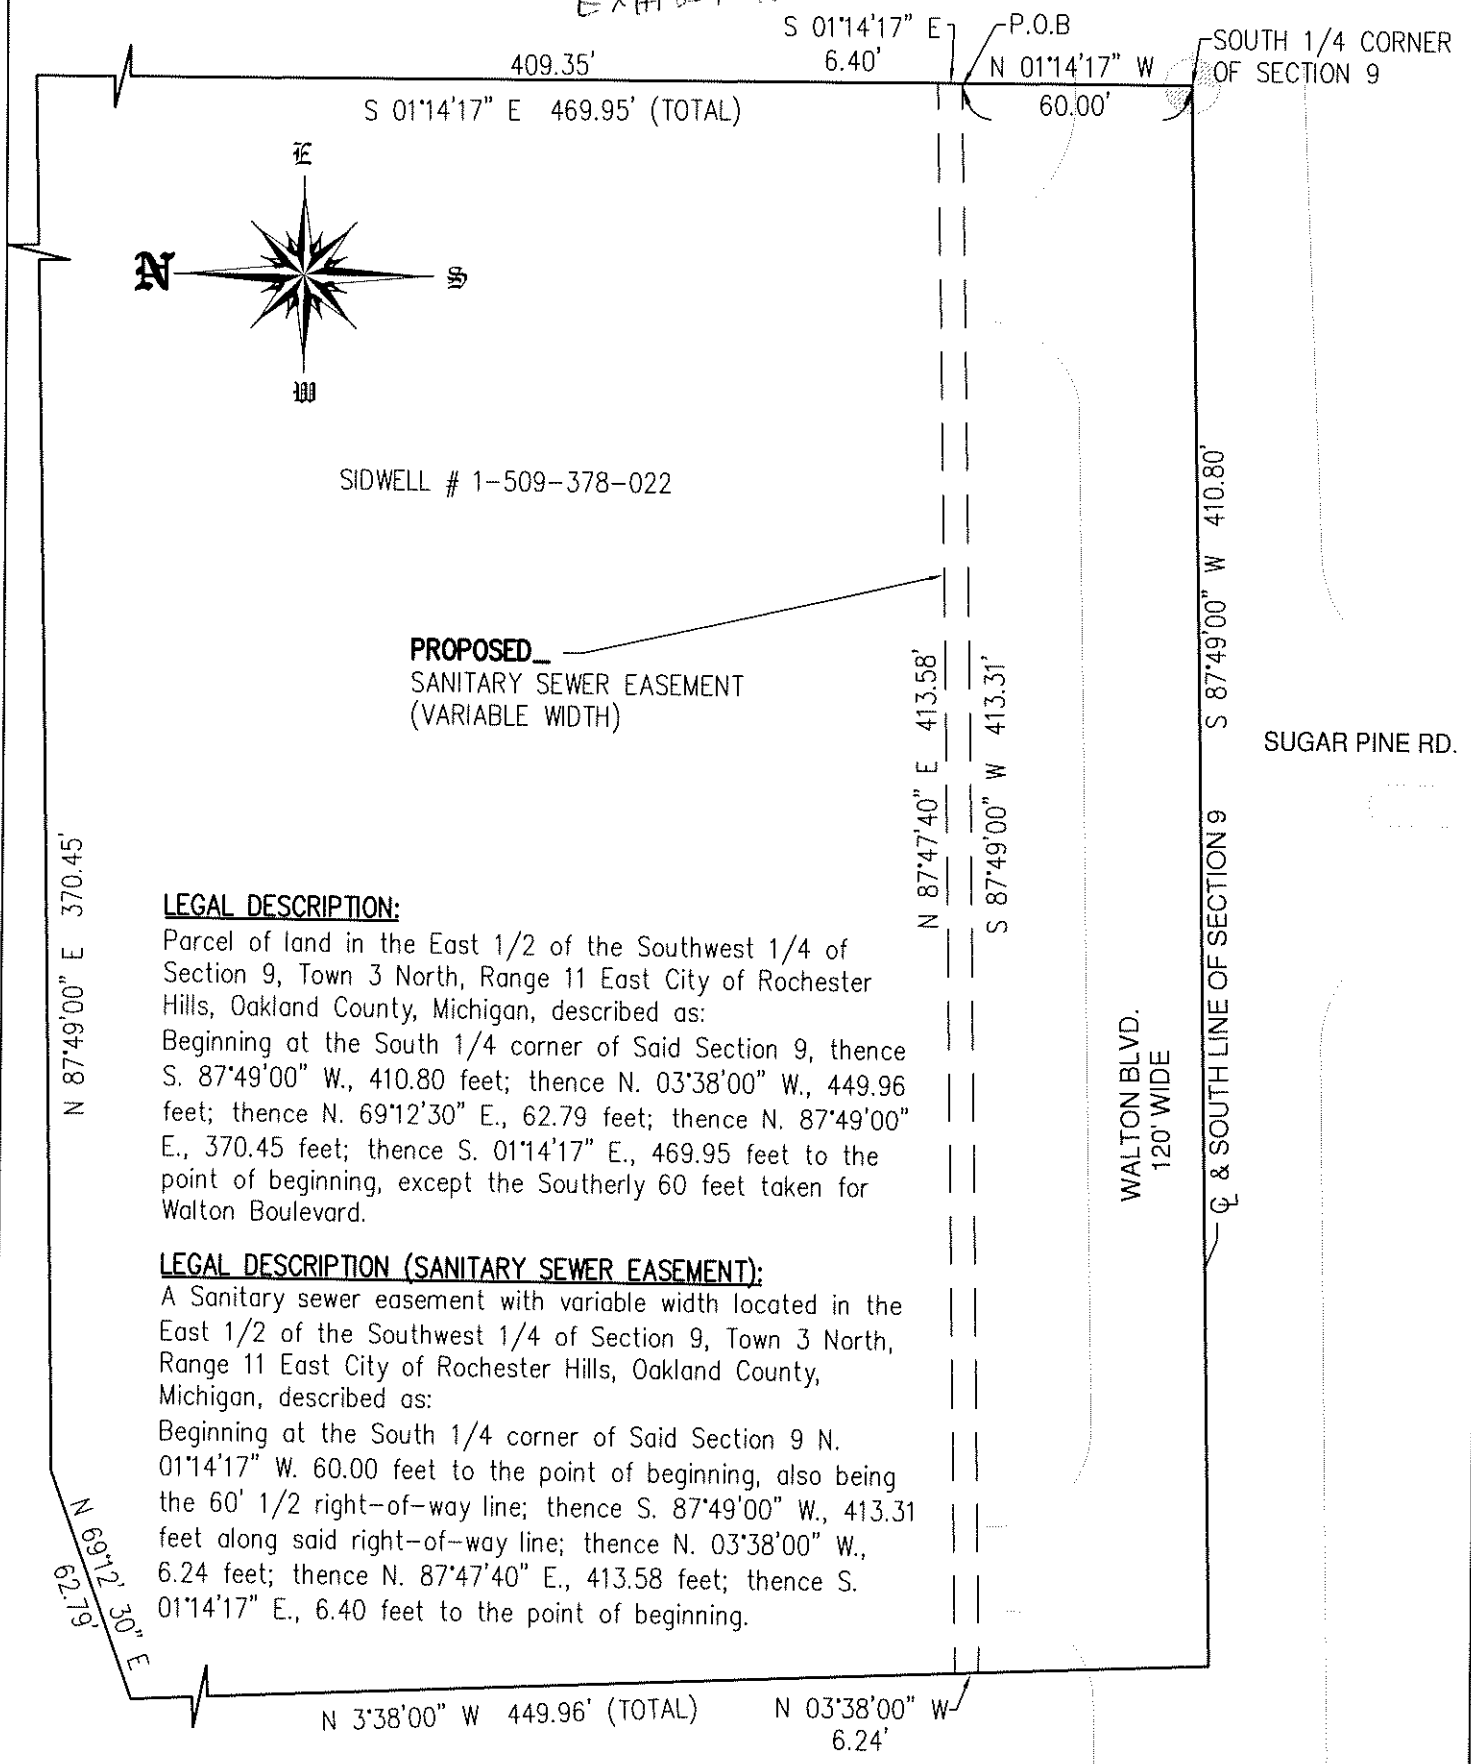 S 01°14'17" E
P.O.B
SOUTH 1/4 CORNER
OF SECTION 9
409.35'
6.40'
N 01°14'17" W
60.00'
S 01°14'17" E 469.95' (TOTAL)
E
N
S
W
SIDWELL # 1-509-378-022
PROPOSED
SANITARY SEWER EASEMENT
(VARIABLE WIDTH)
N 87°47'40" E 413.58'
S 87°49'00" W 413.31'
S 87°49'00" W 410.80'
SUGAR PINE RD.
N 87°49'00" E 370.45'
WALTON BLVD.
120' WIDE
℄ & SOUTH LINE OF SECTION 9
LEGAL DESCRIPTION:
Parcel of land in the East 1/2 of the Southwest 1/4 of
Section 9, Town 3 North, Range 11 East City of Rochester
Hills, Oakland County, Michigan, described as:
Beginning at the South 1/4 corner of Said Section 9, thence
S. 87°49'00" W., 410.80 feet; thence N. 03°38'00" W., 449.96
feet; thence N. 69°12'30" E., 62.79 feet; thence N. 87°49'00"
E., 370.45 feet; thence S. 01°14'17" E., 469.95 feet to the
point of beginning, except the Southerly 60 feet taken for
Walton Boulevard.
LEGAL DESCRIPTION (SANITARY SEWER EASEMENT):
A Sanitary sewer easement with variable width located in the
East 1/2 of the Southwest 1/4 of Section 9, Town 3 North,
Range 11 East City of Rochester Hills, Oakland County,
Michigan, described as:
Beginning at the South 1/4 corner of Said Section 9 N.
01°14'17" W. 60.00 feet to the point of beginning, also being
the 60' 1/2 right-of-way line; thence S. 87°49'00" W., 413.31
feet along said right-of-way line; thence N. 03°38'00" W.,
6.24 feet; thence N. 87°47'40" E., 413.58 feet; thence S.
01°14'17" E., 6.40 feet to the point of beginning.
N 69°12' 30" E
62.79'
N 3°38'00" W 449.96' (TOTAL)
N 03°38'00" W
6.24'